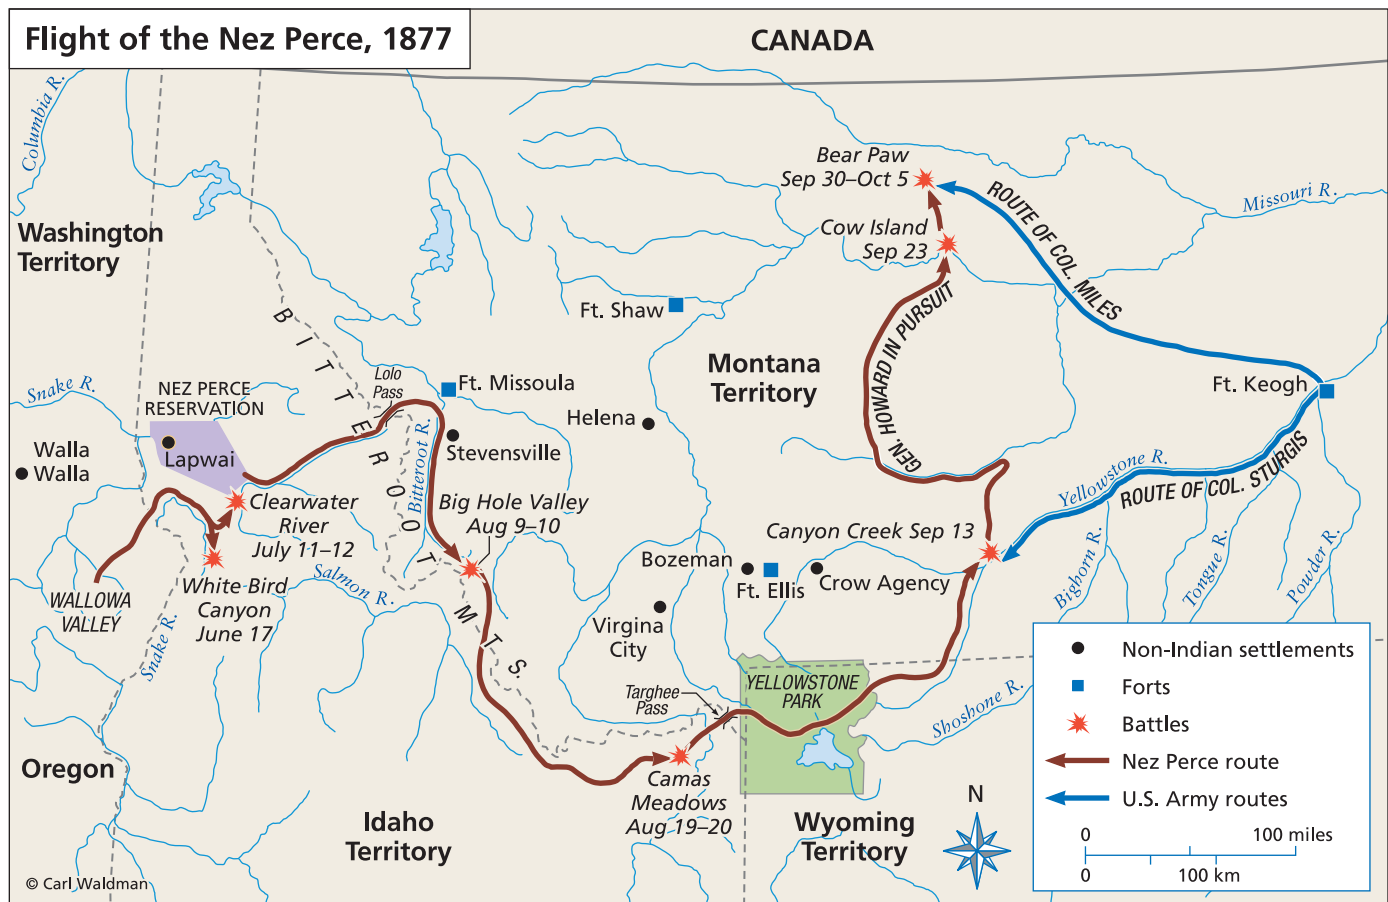 Flight of the Nez Perce, 1877
CANADA
Columbia R.
Bear Paw
Sep 30–Oct 5
ROUTE OF COL. MILES
Missouri R.
Washington
Territory
Cow Island
Sep 23
Ft. Shaw
BITTERROOT MTS.
GEN. HOWARD IN PURSUIT
Montana
Territory
Snake R.
NEZ PERCE
RESERVATION
Lolo
Pass
Ft. Missoula
Ft. Keogh
Helena
Walla
Walla
Lapwai
Stevensville
Bitteroot R.
Yellowstone R.
ROUTE OF COL. STURGIS
Clearwater
River
July 11–12
Big Hole Valley
Aug 9–10
Canyon Creek Sep 13
Bozeman
Ft. Ellis
Crow Agency
Bighorn R.
Tongue R.
Powder R.
WALLOWA
VALLEY
White Bird
Canyon
June 17
Salmon R.
Snake R.
Virgina
City
Targhee
Pass
YELLOWSTONE
PARK
Shoshone R.
Oregon
Camas
Meadows
Aug 19–20
Idaho
Territory
Wyoming
Territory
N
Non-Indian settlements
Forts
Battles
Nez Perce route
U.S. Army routes
0 100 miles
0 100 km
© Carl Waldman